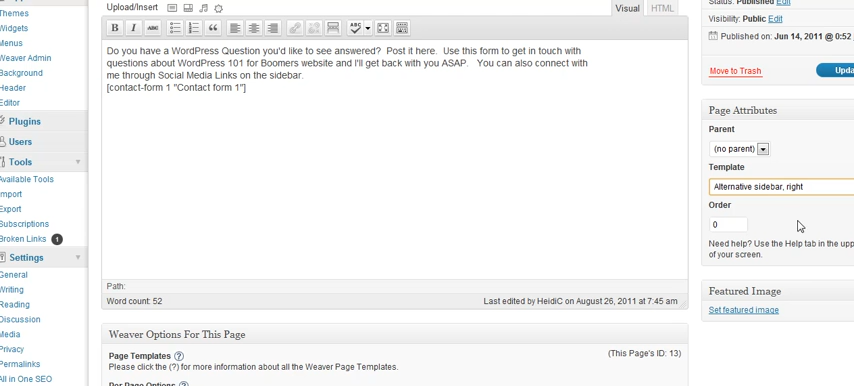 Upload/Insert
Visual
HTML
Status: Published Edit
Visibility: Public Edit
Published on: Jun 14, 2011 @ 0:52
Move to Trash
Upda
Themes
Widgets
Menus
Weaver Admin
Background
Header
Editor
Plugins
Users
Tools
Available Tools
Import
Export
Subscriptions
Broken Links 1
Settings
General
Writing
Reading
Discussion
Media
Privacy
Permalinks
All in One SEO
B I ABC
ABC
Do you have a WordPress Question you'd like to see answered? Post it here. Use this form to get in touch with
questions about WordPress 101 for Boomers website and I'll get back with you ASAP. You can also connect with
me through Social Media Links on the sidebar.
[contact-form 1 "Contact form 1"]
Path:
Word count: 52
Last edited by HeidiC on August 26, 2011 at 7:45 am
Weaver Options For This Page
Page Templates (?)
(This Page's ID: 13)
Please click the (?) for more information about all the Weaver Page Templates.
Per Page Options (?)
Page Attributes
Parent
(no parent)
Template
Alternative sidebar, right
Order
0
Need help? Use the Help tab in the upp
of your screen.
Featured Image
Set featured image